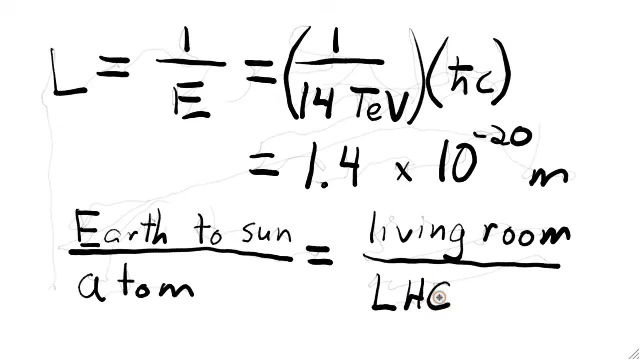 L = 1/E = (1/14 TeV)(ħc)
= 1.4 x 10^-20 m
Earth to sun/atom = living room/LHC